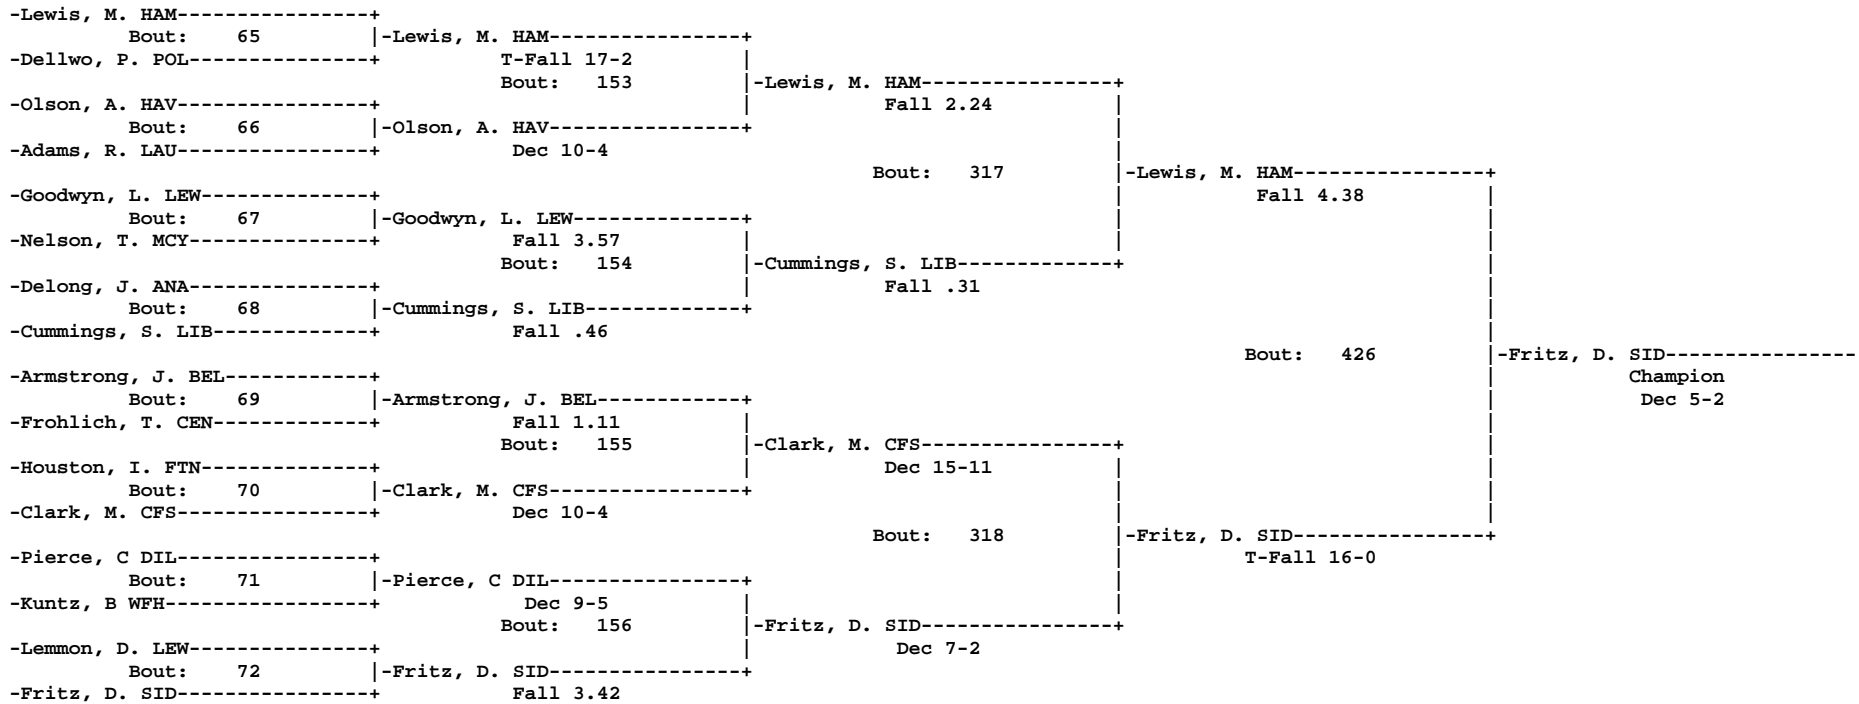 -Lewis, M. HAM----------------+
Bout:    65         |-Lewis, M. HAM----------------+
-Dellwo, P. POL---------------+          T-Fall 17-2         |
Bout:   153         |-Lewis, M. HAM----------------+
-Olson, A. HAV----------------+                              |           Fall 2.24          |
Bout:    66         |-Olson, A. HAV----------------+                              |
-Adams, R. LAU----------------+           Dec 10-4                                          |
Bout:   317         |-Lewis, M. HAM----------------+
-Goodwyn, L. LEW--------------+                                                             |           Fall 4.38          |
Bout:    67         |-Goodwyn, L. LEW--------------+                              |                              |
-Nelson, T. MCY---------------+           Fall 3.57          |                              |                              |
Bout:   154         |-Cummings, S. LIB-------------+                              |
-Delong, J. ANA---------------+                              |           Fall .31                                          |
Bout:    68         |-Cummings, S. LIB-------------+                                                             |
-Cummings, S. LIB-------------+           Fall .46                                                                         |
Bout:   426         |-Fritz, D. SID----------------
-Armstrong, J. BEL------------+                                                                                            |           Champion
Bout:    69         |-Armstrong, J. BEL------------+                                                             |            Dec 5-2
-Frohlich, T. CEN-------------+           Fall 1.11          |                                                             |
Bout:   155         |-Clark, M. CFS----------------+                              |
-Houston, I. FTN--------------+                              |           Dec 15-11          |                              |
Bout:    70         |-Clark, M. CFS----------------+                              |                              |
-Clark, M. CFS----------------+           Dec 10-4                                          |                              |
Bout:   318         |-Fritz, D. SID----------------+
-Pierce, C DIL----------------+                                                             |          T-Fall 16-0
Bout:    71         |-Pierce, C DIL----------------+                              |
-Kuntz, B WFH-----------------+            Dec 9-5           |                              |
Bout:   156         |-Fritz, D. SID----------------+
-Lemmon, D. LEW---------------+                              |            Dec 7-2
Bout:    72         |-Fritz, D. SID----------------+
-Fritz, D. SID----------------+           Fall 3.42